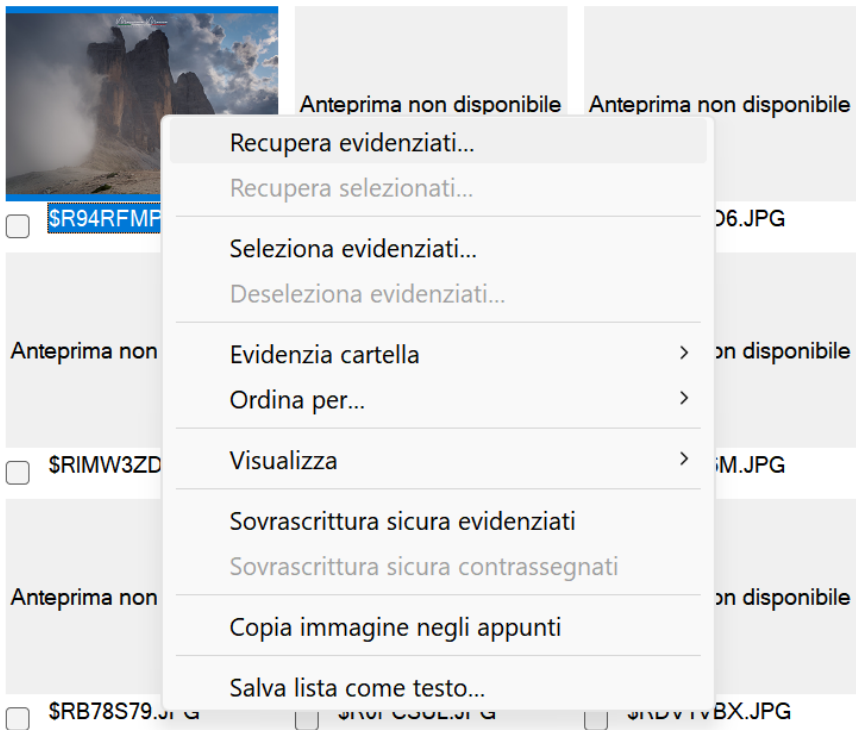 Anteprima non disponibile
Anteprima non disponibile
Recupera evidenziati...
Recupera selezionati...
$R94RFMP
D6.JPG
Seleziona evidenziati...
Deseleziona evidenziati...
Anteprima non
Evidenzia cartella
on disponibile
Ordina per...
Visualizza
$RIMW3ZD
M.JPG
Sovrascrittura sicura evidenziati
Sovrascrittura sicura contrassegnati
Anteprima non
on disponibile
Copia immagine negli appunti
Salva lista come testo...
$RB78S79.JPG